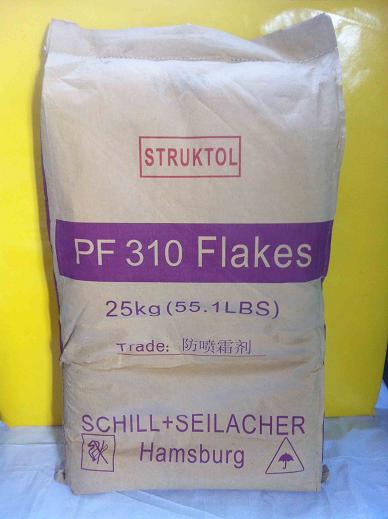 STRUKTOL
PF 310 Flakes
25kg(55.1LBS)
Trade: 防喷霜剂
SCHILL+SEILACHER
Hamsburg